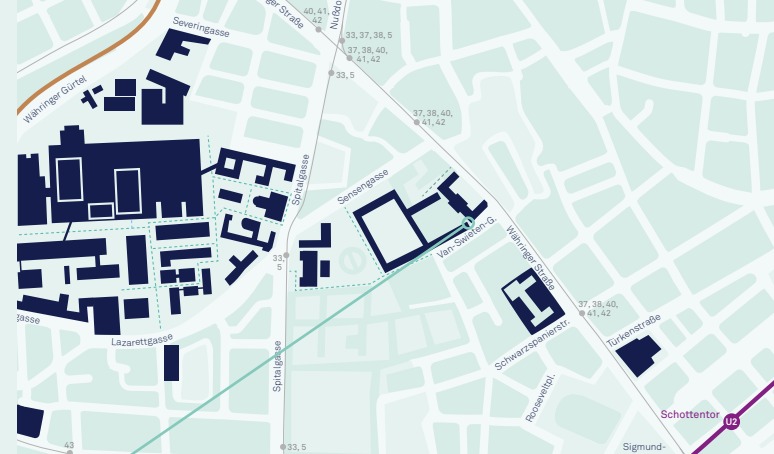 ger Straße
40, 41,
42
Nußdo
Severingasse
33, 37, 38, 5
37, 38, 40,
41, 42
33, 5
Währinger Gürtel
37, 38, 40,
41, 42
Spitalgasse
Sensengasse
Van-Swieten-G.
Währinger Straße
33,
5
37, 38, 40,
41, 42
gasse
Lazarettgasse
Türkenstraße
Schwarzspanierstr.
Spitalgasse
Rooseveltpl.
Schottentor
U2
43
33, 5
Sigmund-